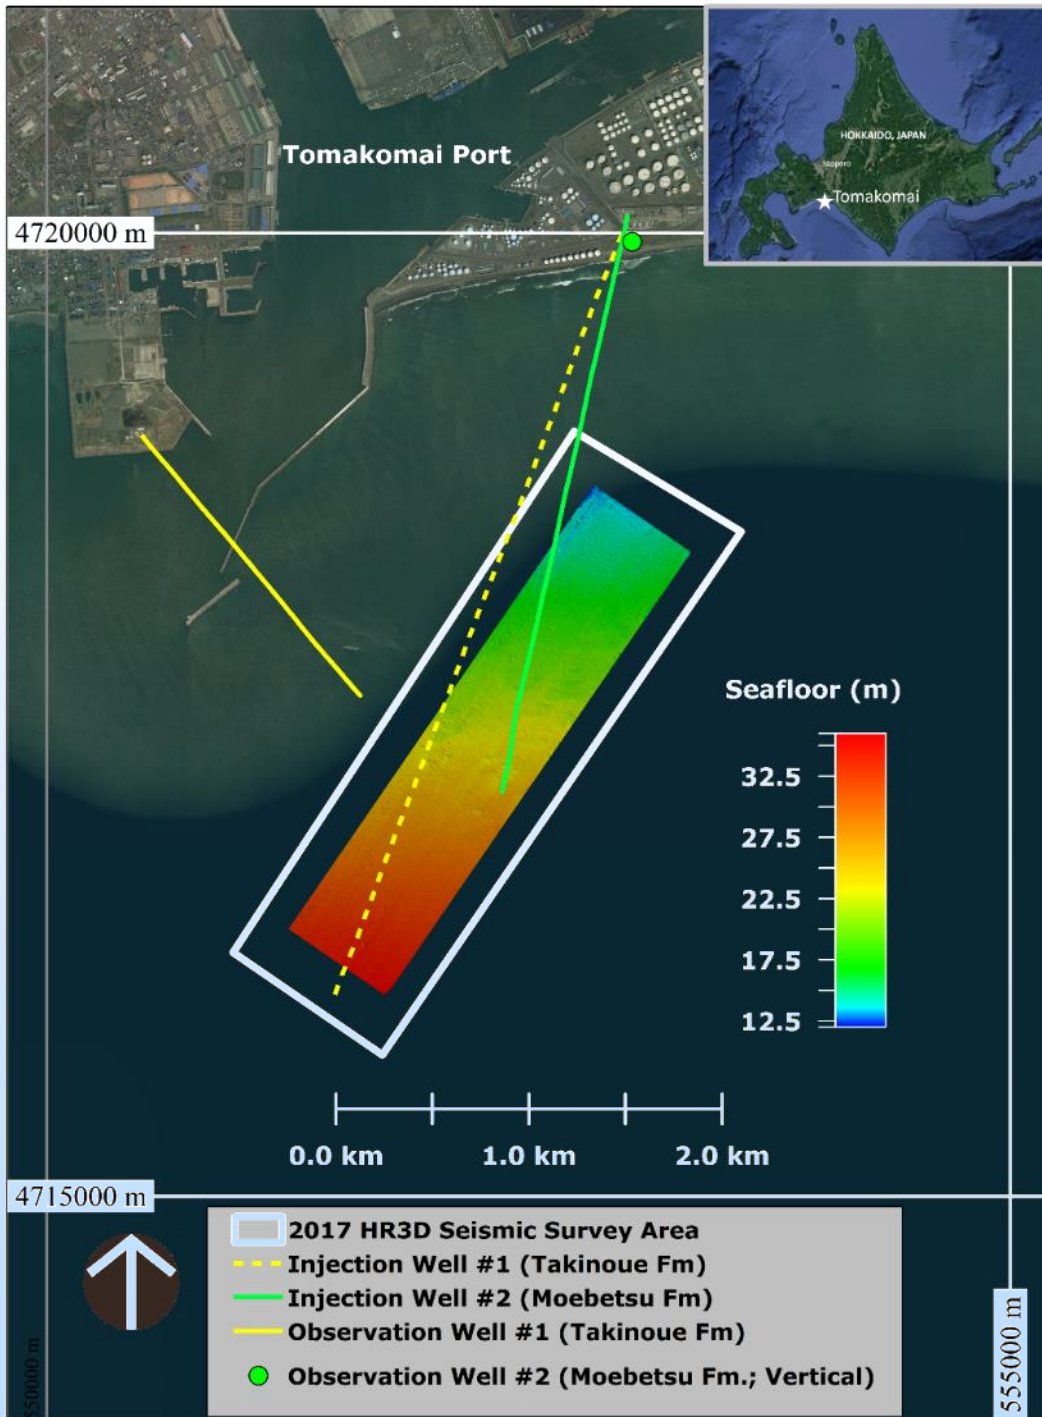 HOKKAIDO, JAPAN
Sapporo
Tomakomai
Tomakomai Port
4720000 m
Seafloor (m)
32.5
27.5
22.5
17.5
12.5
0.0 km 1.0 km 2.0 km
4715000 m
2017 HR3D Seismic Survey Area
Injection Well #1 (Takinoue Fm)
Injection Well #2 (Moebetsu Fm)
Observation Well #1 (Takinoue Fm)
Observation Well #2 (Moebetsu Fm.; Vertical)
550000 m
555000 m